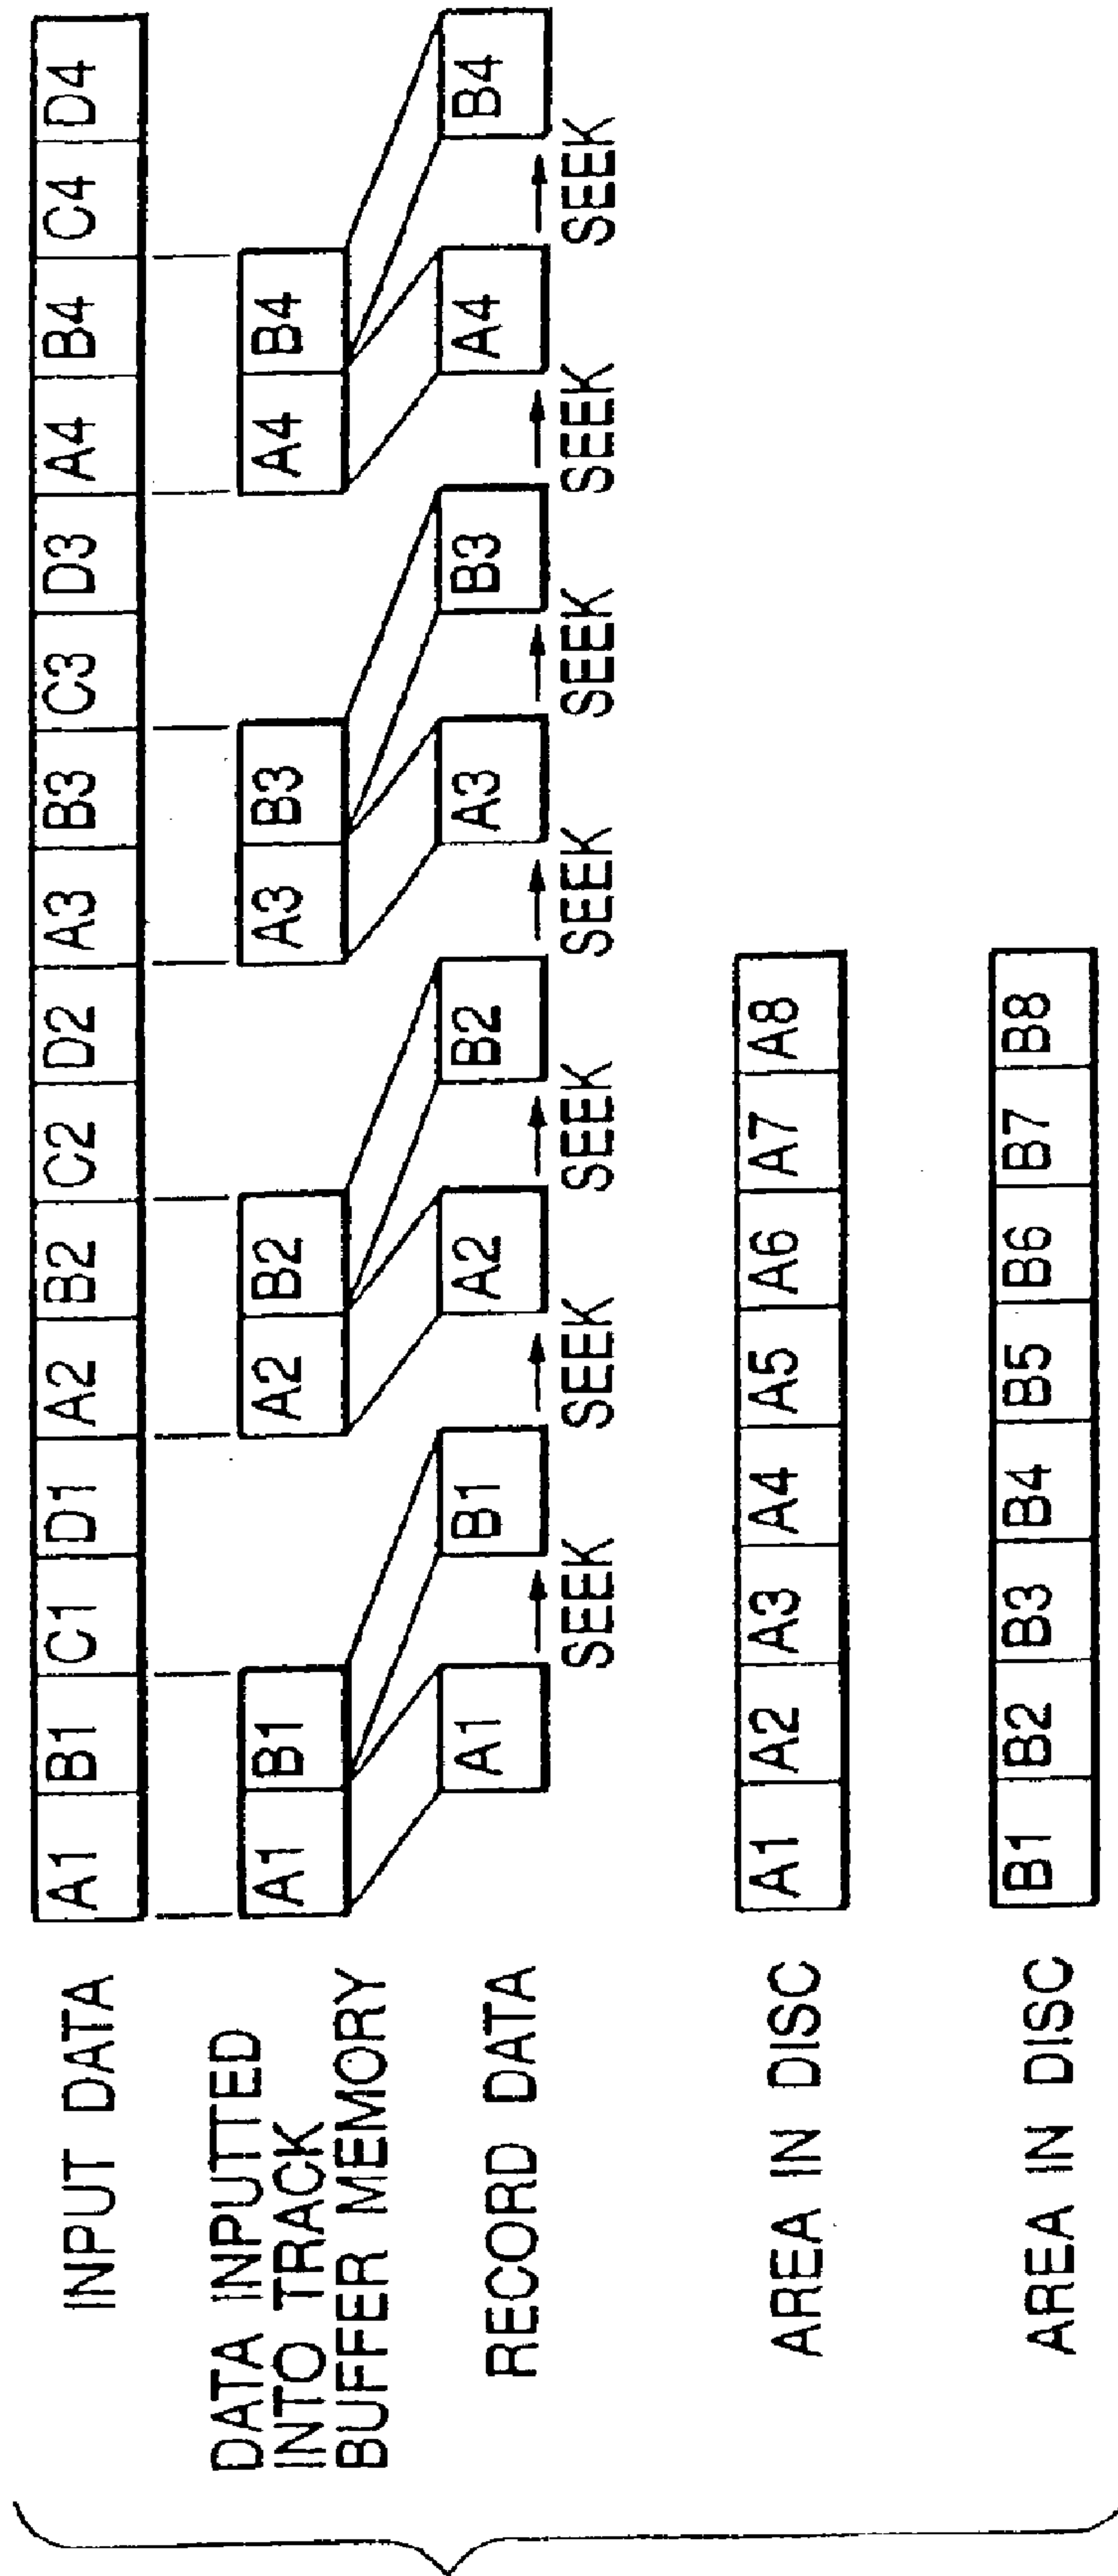 INPUT DATA
A1 B1 C1 D1 A2 B2 C2 D2 A3 B3 C3 D3 A4 B4 C4 D4
DATA INPUTTED
INTO TRACK
BUFFER MEMORY
A1 B1 A2 B2 A3 B3 A4 B4
RECORD DATA
A1 B1 A2 B2 A3 B3 A4 B4
SEEK SEEK SEEK SEEK SEEK SEEK SEEK
AREA IN DISC
A1 A2 A3 A4 A5 A6 A7 A8
AREA IN DISC
B1 B2 B3 B4 B5 B6 B7 B8